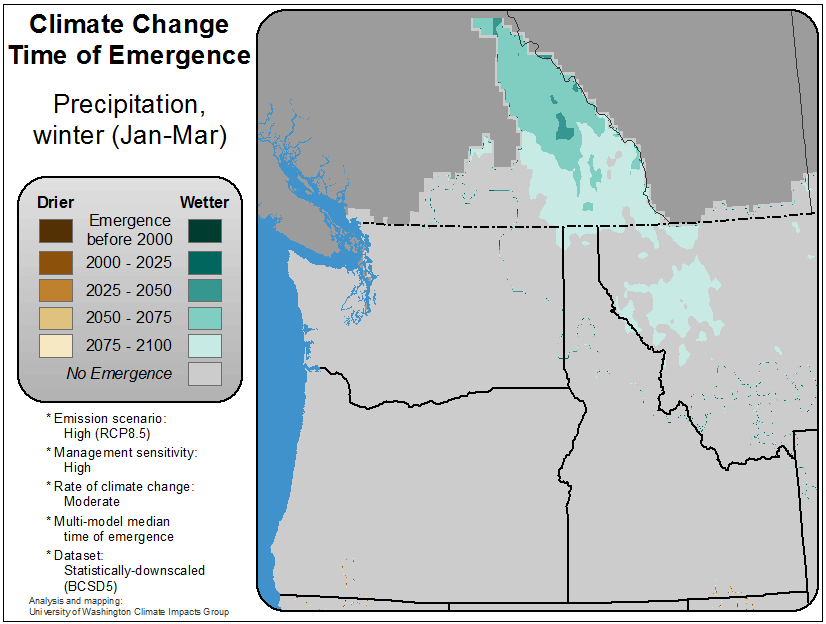 Climate Change
Time of Emergence
Precipitation,
winter (Jan-Mar)
Drier
Wetter
Emergence
before 2000
2000 - 2025
2025 - 2050
2050 - 2075
2075 - 2100
No Emergence
* Emission scenario:
High (RCP8.5)
* Management sensitivity:
High
* Rate of climate change:
Moderate
* Multi-model median
time of emergence
* Dataset:
Statistically-downscaled
(BCSD5)
Analysis and mapping:
University of Washington Climate Impacts Group